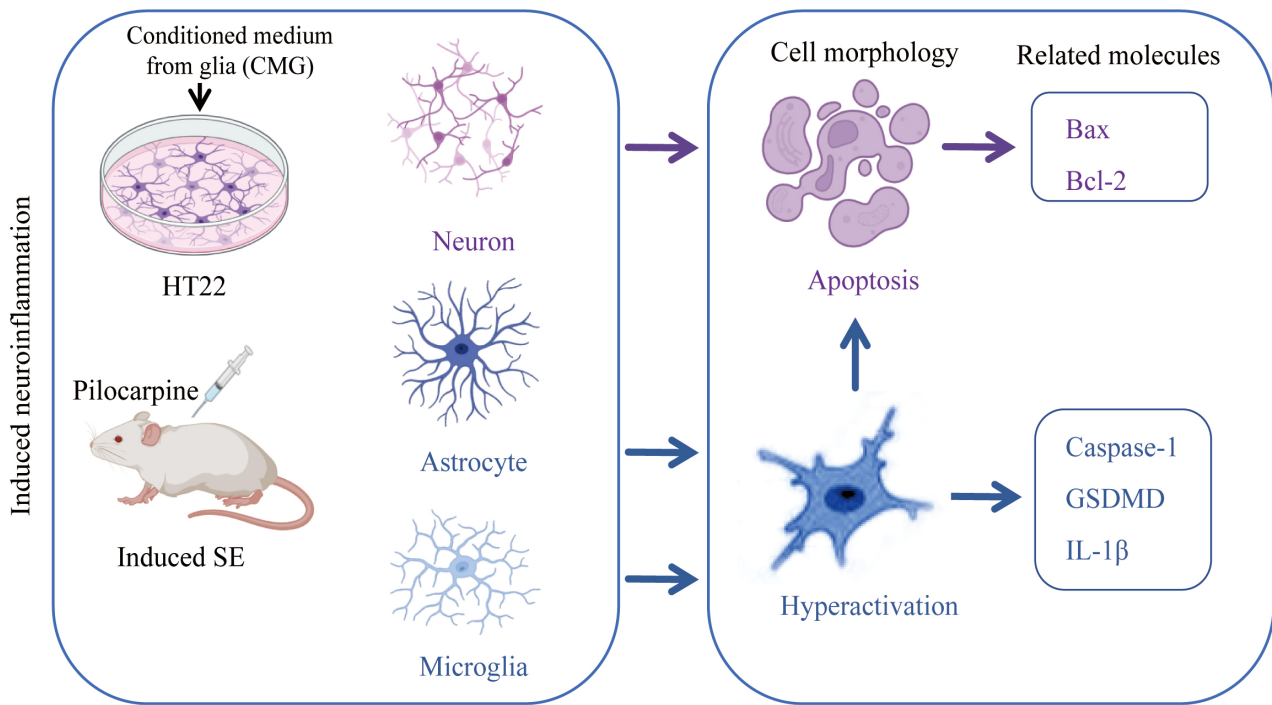 Induced neuroinflammation
Conditioned medium
from glia (CMG)
HT22
Pilocarpine
Induced SE
Neuron
Astrocyte
Microglia
Cell morphology
Related molecules
Apoptosis
Bax
Bcl-2
Hyperactivation
Caspase-1
GSDMD
IL-1β